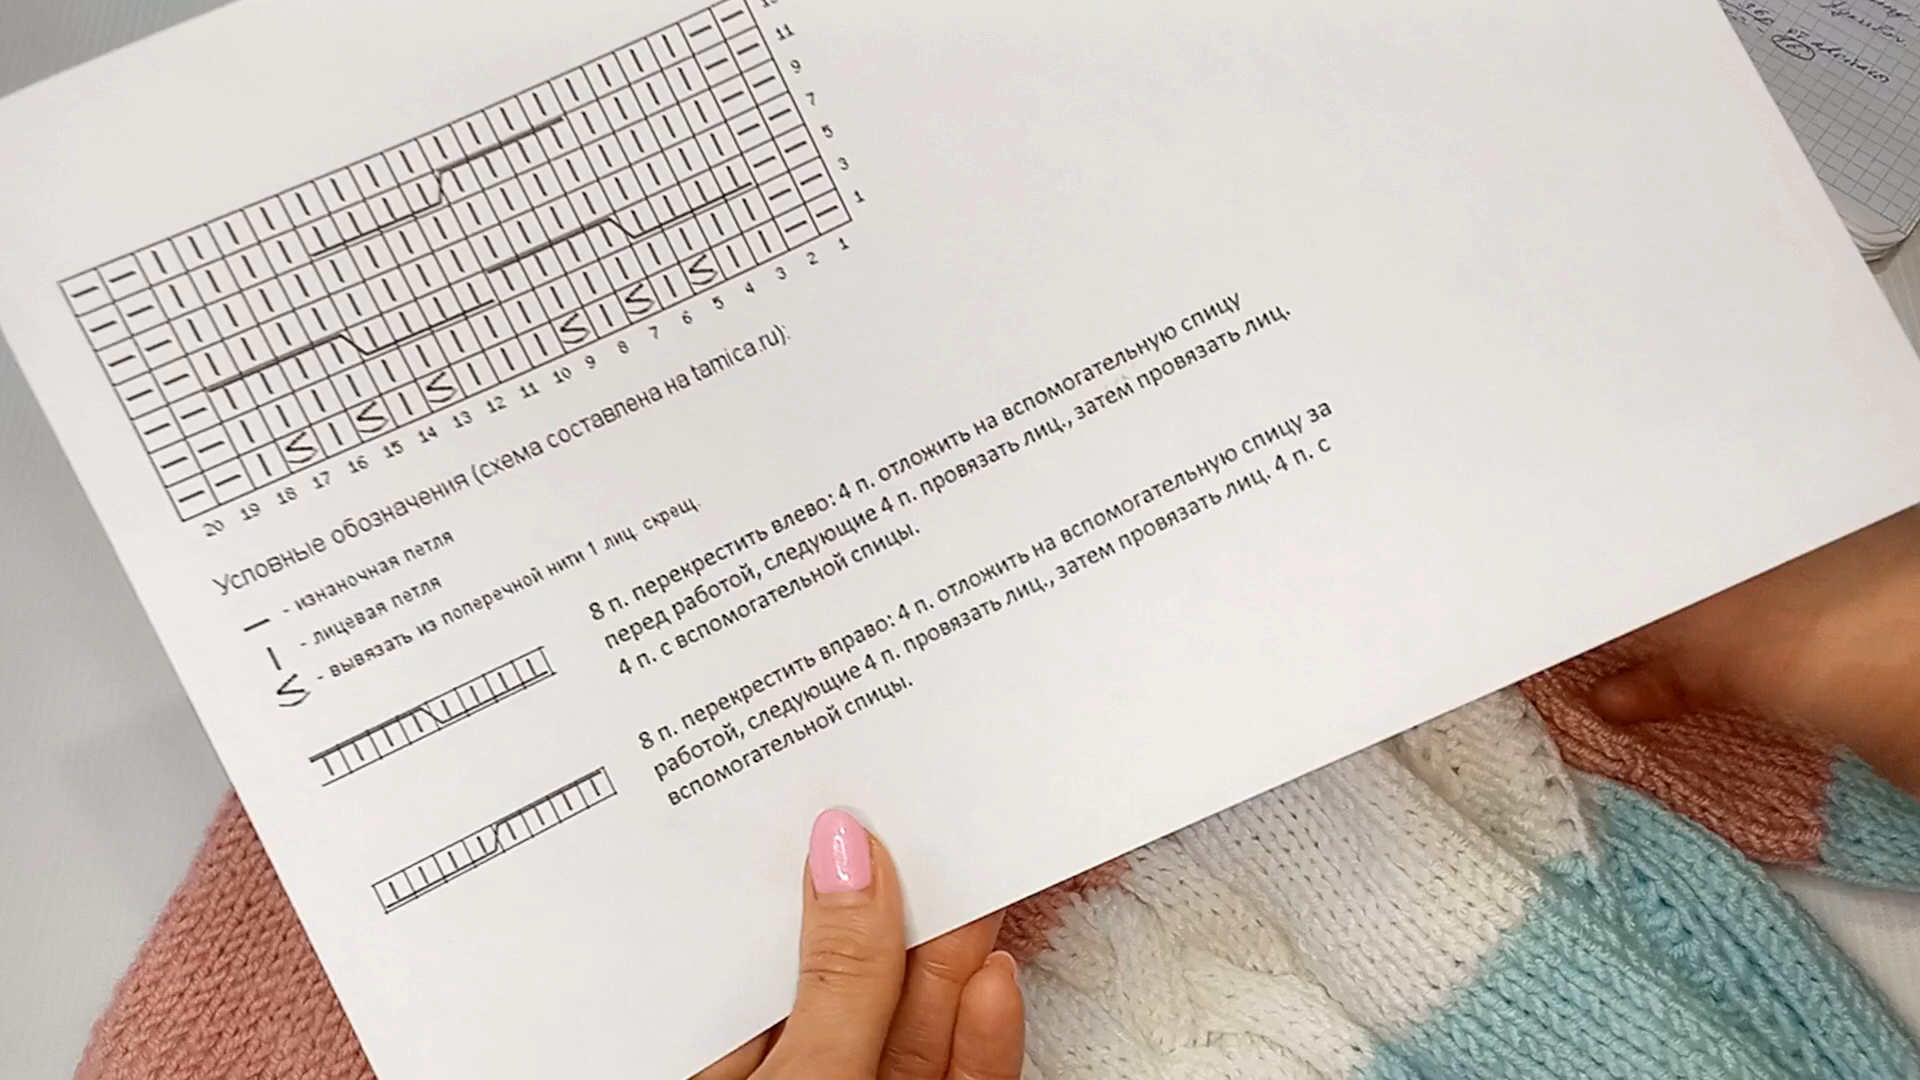 11
9
7
5
3
1
20 19 18 17 16 15 14 13 12 11 10 9 8 7 6 5 4 3 2 1
Условные обозначения (схема составлена на tamica.ru):
- изнаночная петля
- лицевая петля
- вывязать из поперечной нити 1 лиц. скрещ.
8 п. перекрестить влево: 4 п. отложить на вспомогательную спицу
перед работой, следующие 4 п. провязать лиц., затем провязать лиц.
4 п. с вспомогательной спицы.
8 п. перекрестить вправо: 4 п. отложить на вспомогательную спицу за
работой, следующие 4 п. провязать лиц., затем провязать лиц. 4 п. с
вспомогательной спицы.